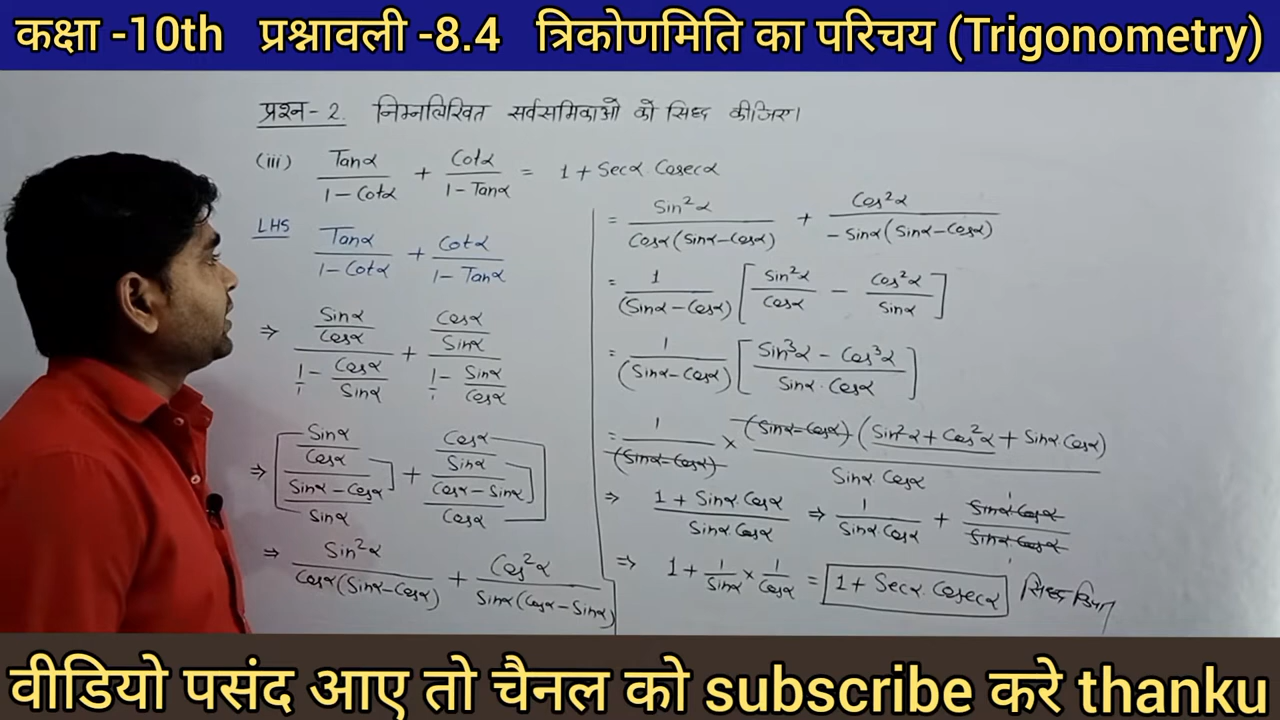 कक्षा -10th प्रश्नावली -8.4 त्रिकोणमिति का परिचय (Trigonometry)
प्रश्न- 2. निम्नलिखित सर्वसमिकाओ को सिध्द कीजिए।
(iii) Tanα/(1-Cotα) + Cotα/(1-Tanα) = 1 + Secα. Cosecα
LHS Tanα/(1-Cotα) + Cotα/(1-Tanα)
⇒ (Sinα/Cosα)/(1/1 - Cosα/Sinα) + (Cosα/Sinα)/(1/1 - Sinα/Cosα)
⇒ (Sinα/Cosα)/((Sinα-Cosα)/Sinα) + (Cosα/Sinα)/((Cosα-Sinα)/Cosα)
⇒ Sin²α/(Cosα(Sinα-Cosα)) + Cos²α/(Sinα(Cosα-Sinα))
= Sin²α/(Cosα(Sinα-Cosα)) + Cos²α/(-Sinα(Sinα-Cosα))
= 1/(Sinα-Cosα) [Sin²α/Cosα - Cos²α/Sinα]
= 1/(Sinα-Cosα) [(Sin³α - Cos³α)/(Sinα.Cosα)]
= 1/(Sinα-Cosα) × (Sinα-Cosα)(Sin²α + Cos²α + Sinα.Cosα)/(Sinα.Cosα)
⇒ (1 + Sinα.Cosα)/(Sinα.Cosα) ⇒ 1/(Sinα.Cosα) + (Sinα.Cosα)/(Sinα.Cosα)
⇒ 1 + 1/Sinα × 1/Cosα = 1 + Secα. Cosecα सिध्द किया
वीडियो पसंद आए तो चैनल को subscribe करे thanku